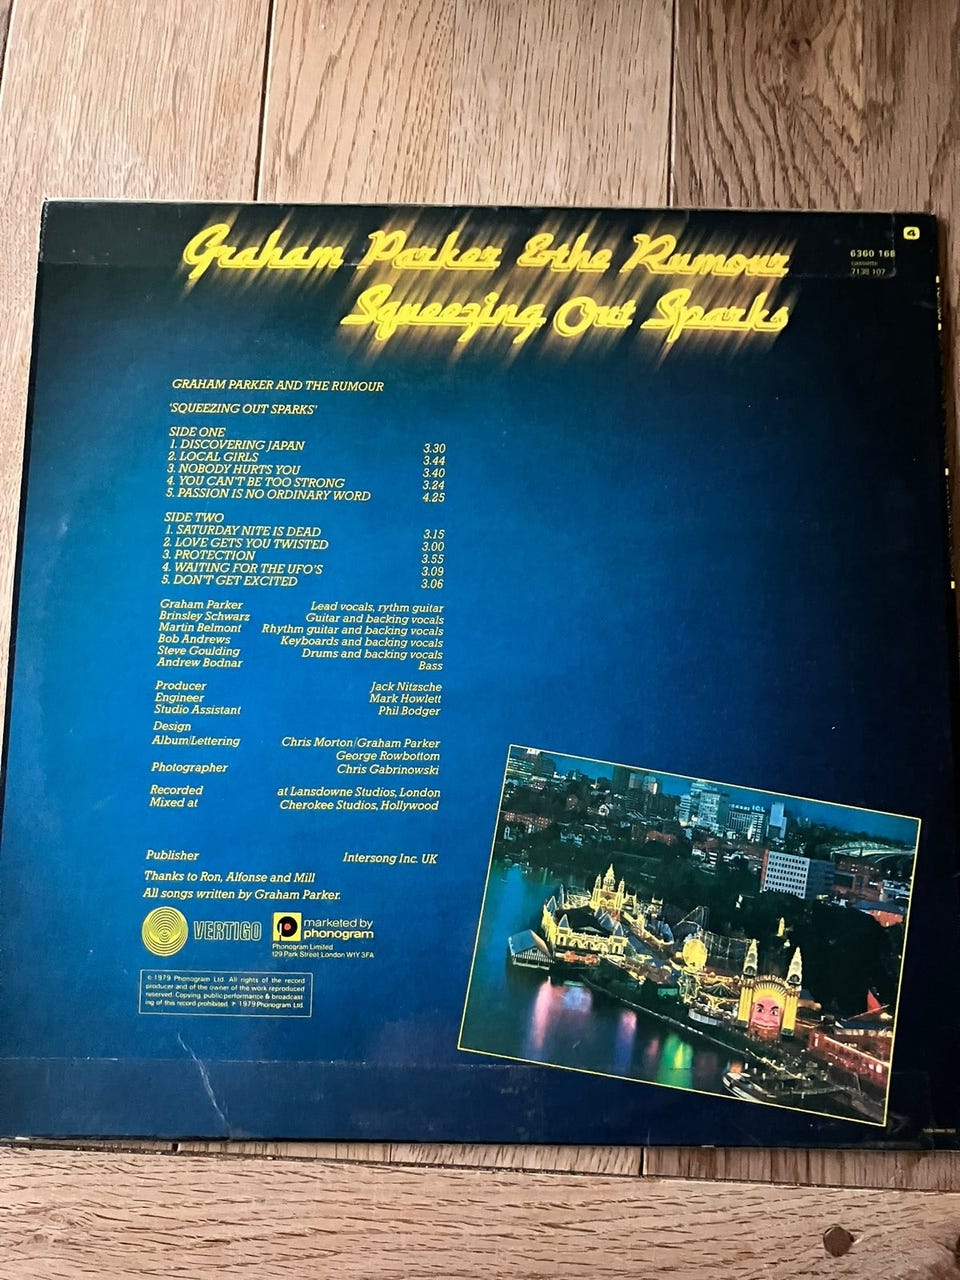 Graham Parker & the Rumour
Squeezing Out Sparks
4
6360 168
cassette
7138 107
GRAHAM PARKER AND THE RUMOUR
'SQUEEZING OUT SPARKS'
SIDE ONE
1. DISCOVERING JAPAN 3.30
2. LOCAL GIRLS 3.44
3. NOBODY HURTS YOU 3.40
4. YOU CAN'T BE TOO STRONG 3.24
5. PASSION IS NO ORDINARY WORD 4.25
SIDE TWO
1. SATURDAY NITE IS DEAD 3.15
2. LOVE GETS YOU TWISTED 3.00
3. PROTECTION 3.55
4. WAITING FOR THE UFO'S 3.09
5. DON'T GET EXCITED 3.06
Graham Parker Lead vocals, rythm guitar
Brinsley Schwarz Guitar and backing vocals
Martin Belmont Rhythm guitar and backing vocals
Bob Andrews Keyboards and backing vocals
Steve Goulding Drums and backing vocals
Andrew Bodnar Bass
Producer Jack Nitzsche
Engineer Mark Howlett
Studio Assistant Phil Bodger
Design
Album/Lettering Chris Morton/Graham Parker
George Rowbottom
Photographer Chris Gabrinowski
Recorded at Lansdowne Studios, London
Mixed at Cherokee Studios, Hollywood
Publisher Intersong Inc. UK
Thanks to Ron, Alfonse and Mill
All songs written by Graham Parker.
VERTIGO
marketed by
phonogram
Phonogram Limited
129 Park Street London W1Y 3FA
© 1979 Phonogram Ltd. All rights of the record
producer and of the owner of the work reproduced
reserved. Copying, public performance & broadcast
ing of this record prohibited. ℗ 1979 Phonogram Ltd.
ICL
LUNA PARK